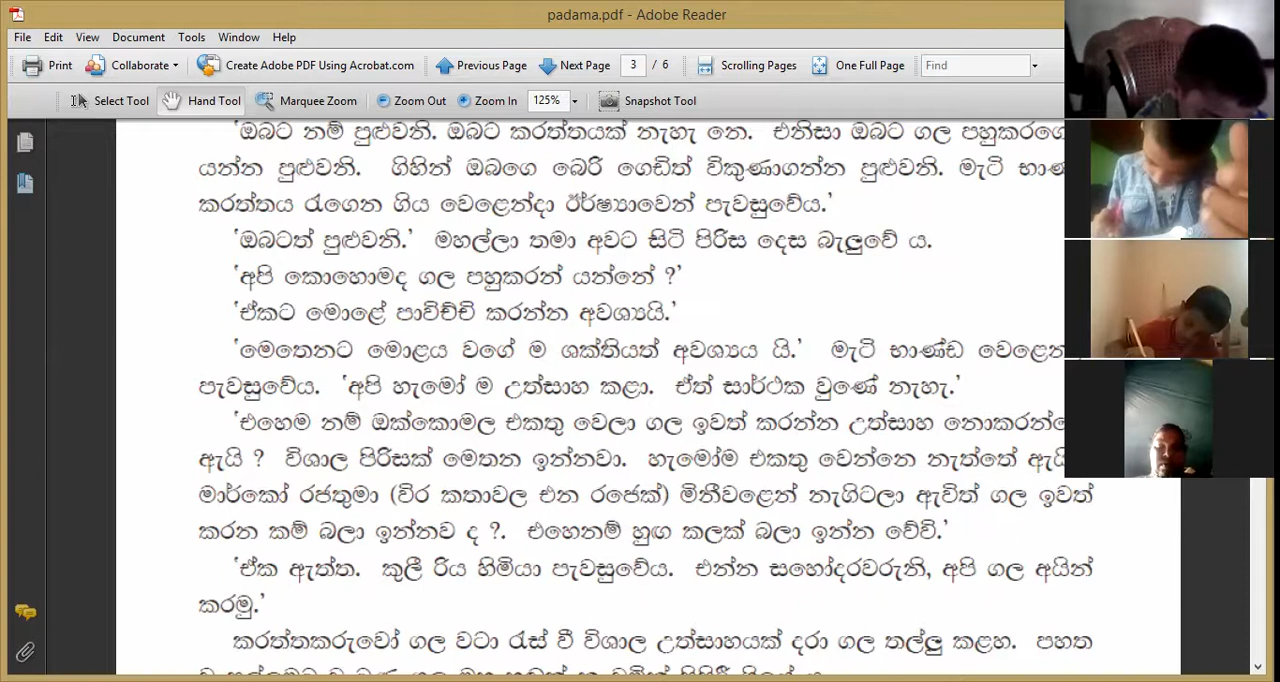 padama.pdf - Adobe Reader
File Edit View Document Tools Window Help
Print Collaborate Create Adobe PDF Using Acrobat.com Previous Page Next Page 3 / 6 Scrolling Pages One Full Page Find
Select Tool Hand Tool Marquee Zoom Zoom Out Zoom In 125% Snapshot Tool
'ඔබට නම් පුළුවනි. ඔබට කරත්තයක් නැහැ නෙ. එනිසා ඔබට ගල පහුකරගෙ
යන්න පුළුවනි. ගිහින් ඔබගෙ බෙරි ගෙඩිත් විකුණාගන්න පුළුවනි. මැටි භාණ
කරත්තය රැගෙන ගිය වෙළෙන්දා ඊර්ෂ්‍යාවෙන් පැවසුවේය.'
'ඔබටත් පුළුවනි.' මහල්ලා තමා අවට සිටි පිරිස දෙස බැලුවේ ය.
'අපි කොහොමද ගල පහුකරන් යන්නේ ?'
'ඒකට මොළේ පාවිච්චි කරන්න අවශ්‍යයි.'
'මෙතෙනට මොළය වගේ ම ශක්තියත් අවශ්‍යය යි.' මැටි භාණ්ඩ වෙළෙන්
පැවසුවේය. 'අපි හැමෝ ම උත්සාහ කළා. ඒත් සාර්ථක වුණේ නැහැ.'
'එහෙම නම් ඔක්කොමල එකතු වෙලා ගල ඉවත් කරන්න උත්සාහ නොකරන්නෙ
ඇයි ? විශාල පිරිසක් මෙතන ඉන්නවා. හැමෝම එකතු වෙන්නෙ නැත්තේ ඇයි
මාර්කෝ රජතුමා (වීර කතාවල එන රජෙක්) මිනීවළෙන් නැගිටලා ඇවිත් ගල ඉවත්
කරන කම් බලා ඉන්නව ද ?. එහෙනම් හුඟ කලක් බලා ඉන්න වේවි.'
'ඒක ඇත්ත. කුලී රිය හිමියා පැවසුවේය. එන්න සහෝදරවරුනි, අපි ගල අයින්
කරමු.'
කරත්තකරුවෝ ගල වටා රැස් වී විශාල උත්සාහයක් දරා ගල තල්ලු කළහ. පහත